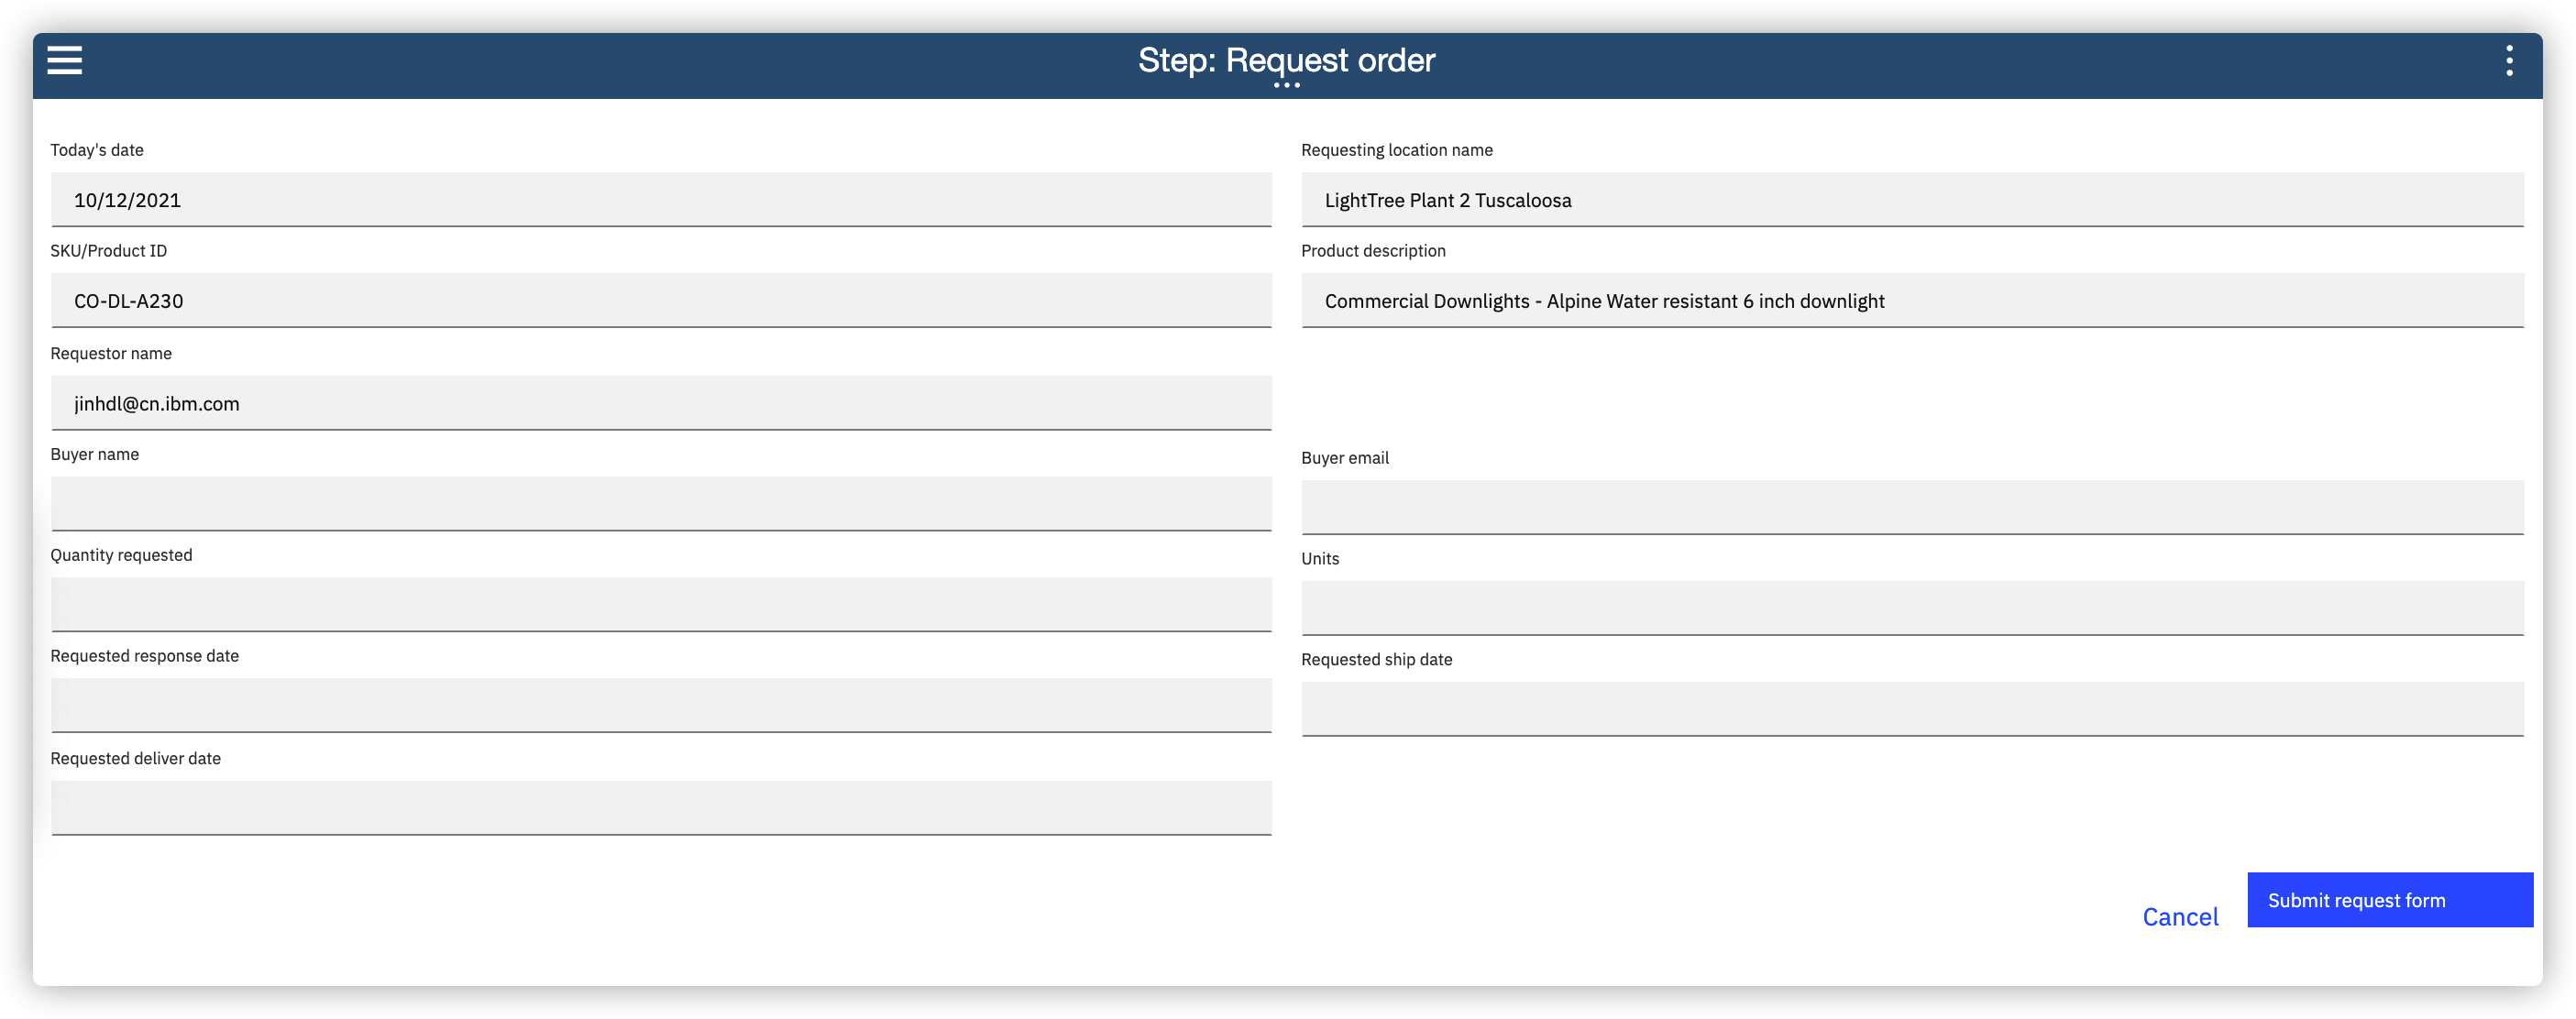 Step: Request order
Today's date
10/12/2021
Requesting location name
LightTree Plant 2 Tuscaloosa
SKU/Product ID
CO-DL-A230
Product description
Commercial Downlights - Alpine Water resistant 6 inch downlight
Requestor name
jinhdl@cn.ibm.com
Buyer name
Buyer email
Quantity requested
Units
Requested response date
Requested ship date
Requested deliver date
Cancel
Submit request form